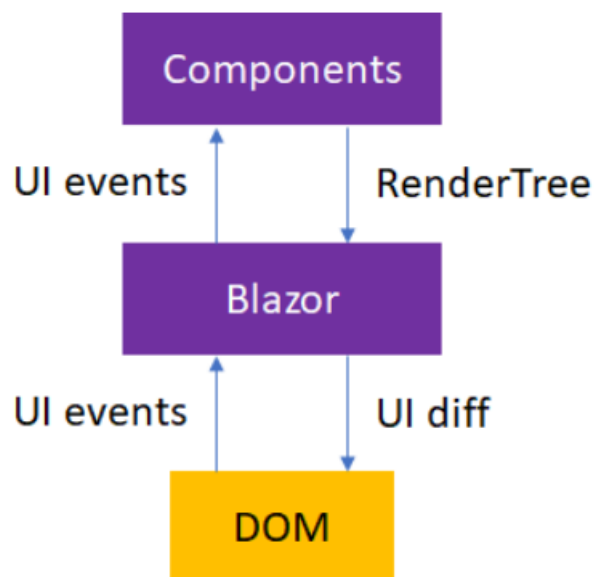 Components
UI events
RenderTree
Blazor
UI events
UI diff
DOM